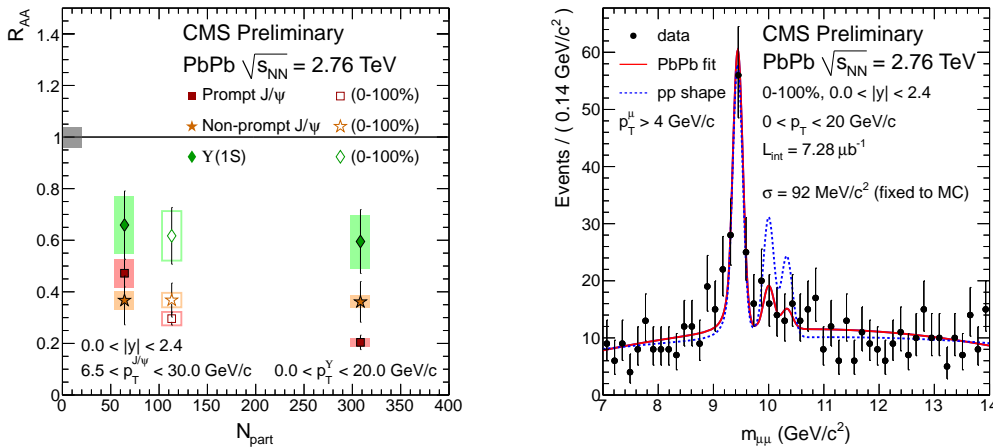 R_AA
1.4
1.2
1
0.8
0.6
0.4
0.2
0
0 50 100 150 200 250 300 350 400
N_part
CMS Preliminary
PbPb √s_NN = 2.76 TeV
Prompt J/ψ (0-100%)
Non-prompt J/ψ (0-100%)
Υ(1S) (0-100%)
0.0 < |y| < 2.4
6.5 < p_T^J/ψ < 30.0 GeV/c 0.0 < p_T^Υ < 20.0 GeV/c
Events / ( 0.14 GeV/c² )
60
50
40
30
20
10
0
7 8 9 10 11 12 13 14
m_μμ (GeV/c²)
data
PbPb fit
pp shape
p_T^μ > 4 GeV/c
CMS Preliminary
PbPb √s_NN = 2.76 TeV
0-100%, 0.0 < |y| < 2.4
0 < p_T < 20 GeV/c
L_int = 7.28 μb⁻¹
σ = 92 MeV/c² (fixed to MC)